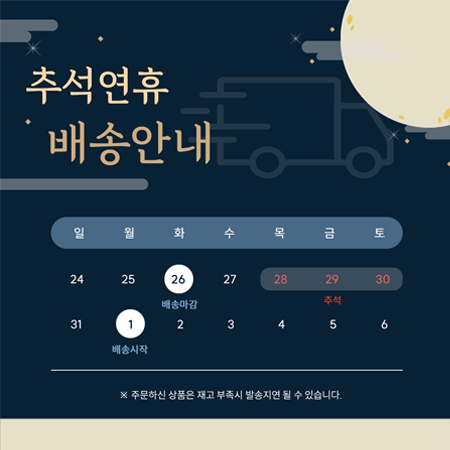 추석연휴
배송안내
일 월 화 수 목 금 토
24 25 26 27 28 29 30
배송마감 추석
31 1 2 3 4 5 6
배송시작
※ 주문하신 상품은 재고 부족시 발송지연 될 수 있습니다.